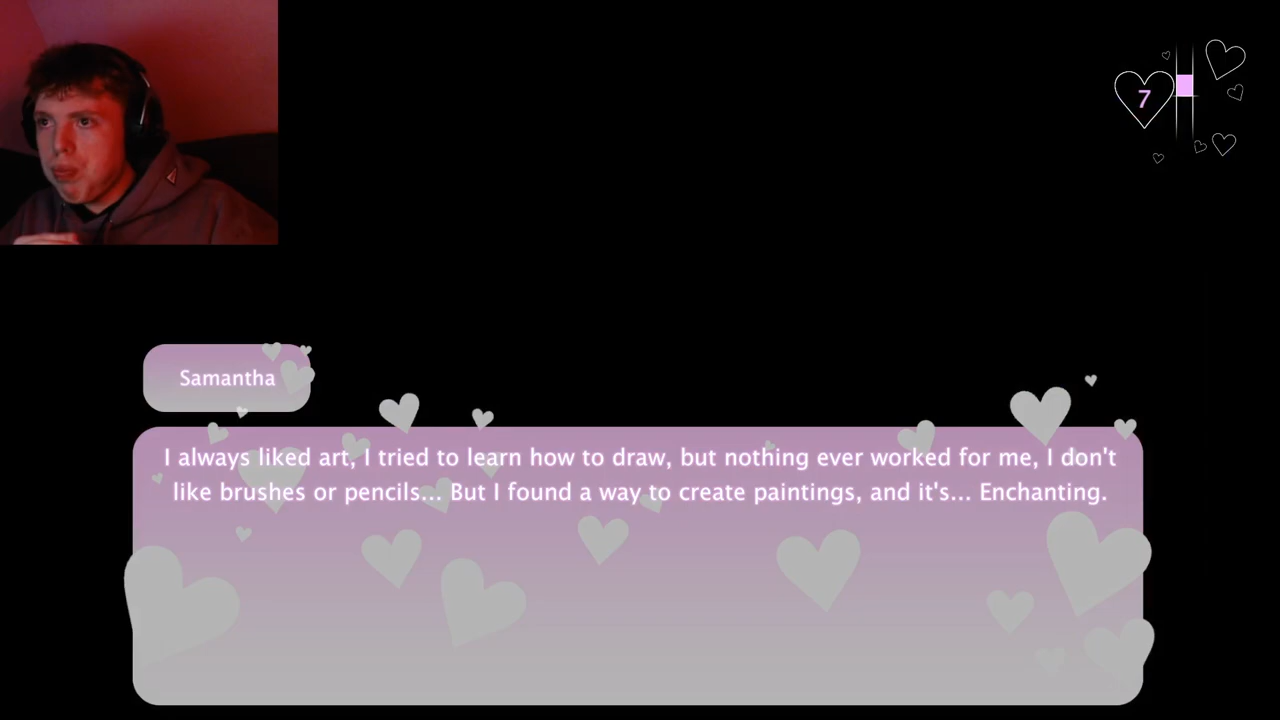 7
Samantha
I always liked art, I tried to learn how to draw, but nothing ever worked for me, I don't
like brushes or pencils... But I found a way to create paintings, and it's... Enchanting.